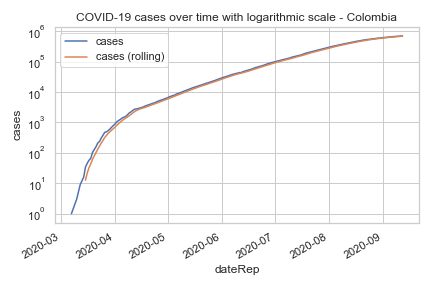 COVID-19 cases over time with logarithmic scale - Colombia
cases
cases (rolling)
10⁶
10⁵
10⁴
10³
10²
10¹
10⁰
cases
2020-03
2020-04
2020-05
2020-06
2020-07
2020-08
2020-09
dateRep